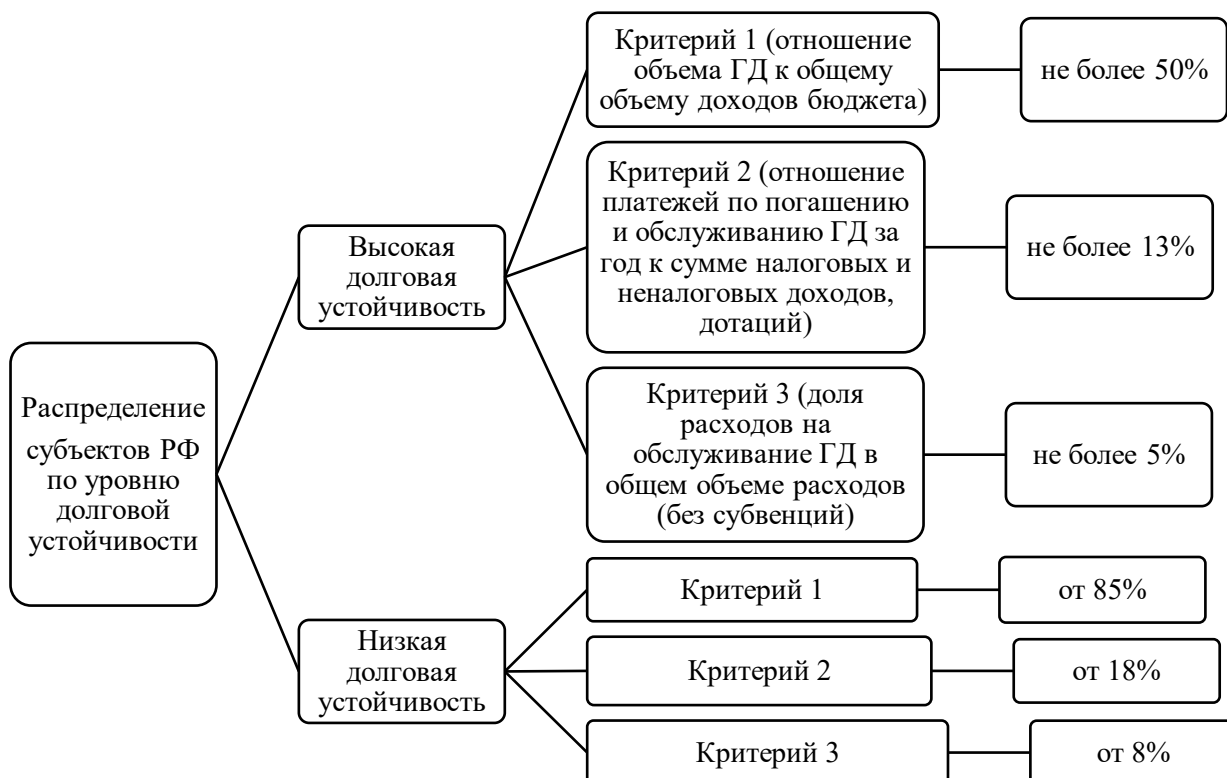 Распределение
субъектов РФ
по уровню
долговой
устойчивости
Высокая
долговая
устойчивость
Критерий 1 (отношение
объема ГД к общему
объему доходов бюджета)
не более 50%
Критерий 2 (отношение
платежей по погашению
и обслуживанию ГД за
год к сумме налоговых и
неналоговых доходов,
дотаций)
не более 13%
Критерий 3 (доля
расходов на
обслуживание ГД в
общем объеме расходов
(без субвенций)
не более 5%
Низкая
долговая
устойчивость
Критерий 1
от 85%
Критерий 2
от 18%
Критерий 3
от 8%